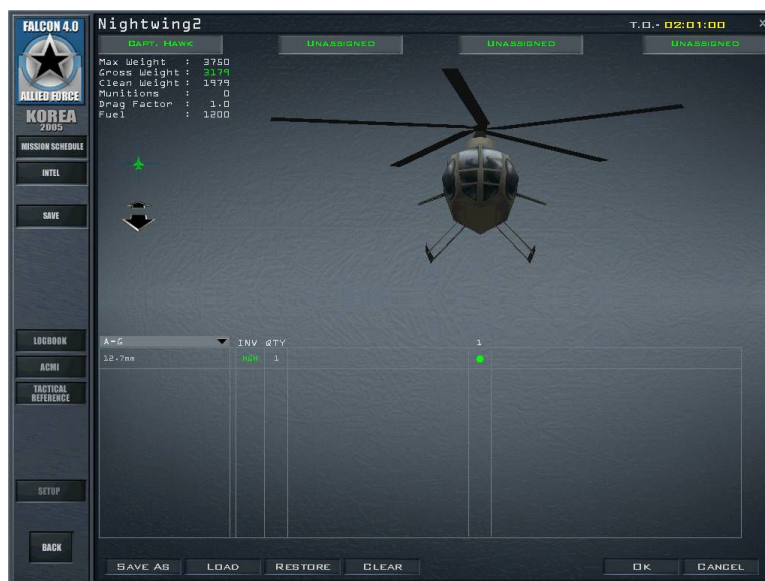 FALCON 4.0
ALLIED FORCE
KOREA
2005
MISSION SCHEDULE
INTEL
SAVE
LOGBOOK
ACMI
TACTICAL
REFERENCE
SETUP
BACK
Nightwing2
T.O.- 02:01:00 X
CAPT. HAWK UNASSIGNED UNASSIGNED UNASSIGNED
Max Weight : 3750
Gross Weight : 3179
Clean Weight : 1979
Munitions : 0
Drag Factor : 1.0
Fuel : 1200
A-G INV QTY 1
12.7mm HGH 1
SAVE AS LOAD RESTORE CLEAR OK CANCEL